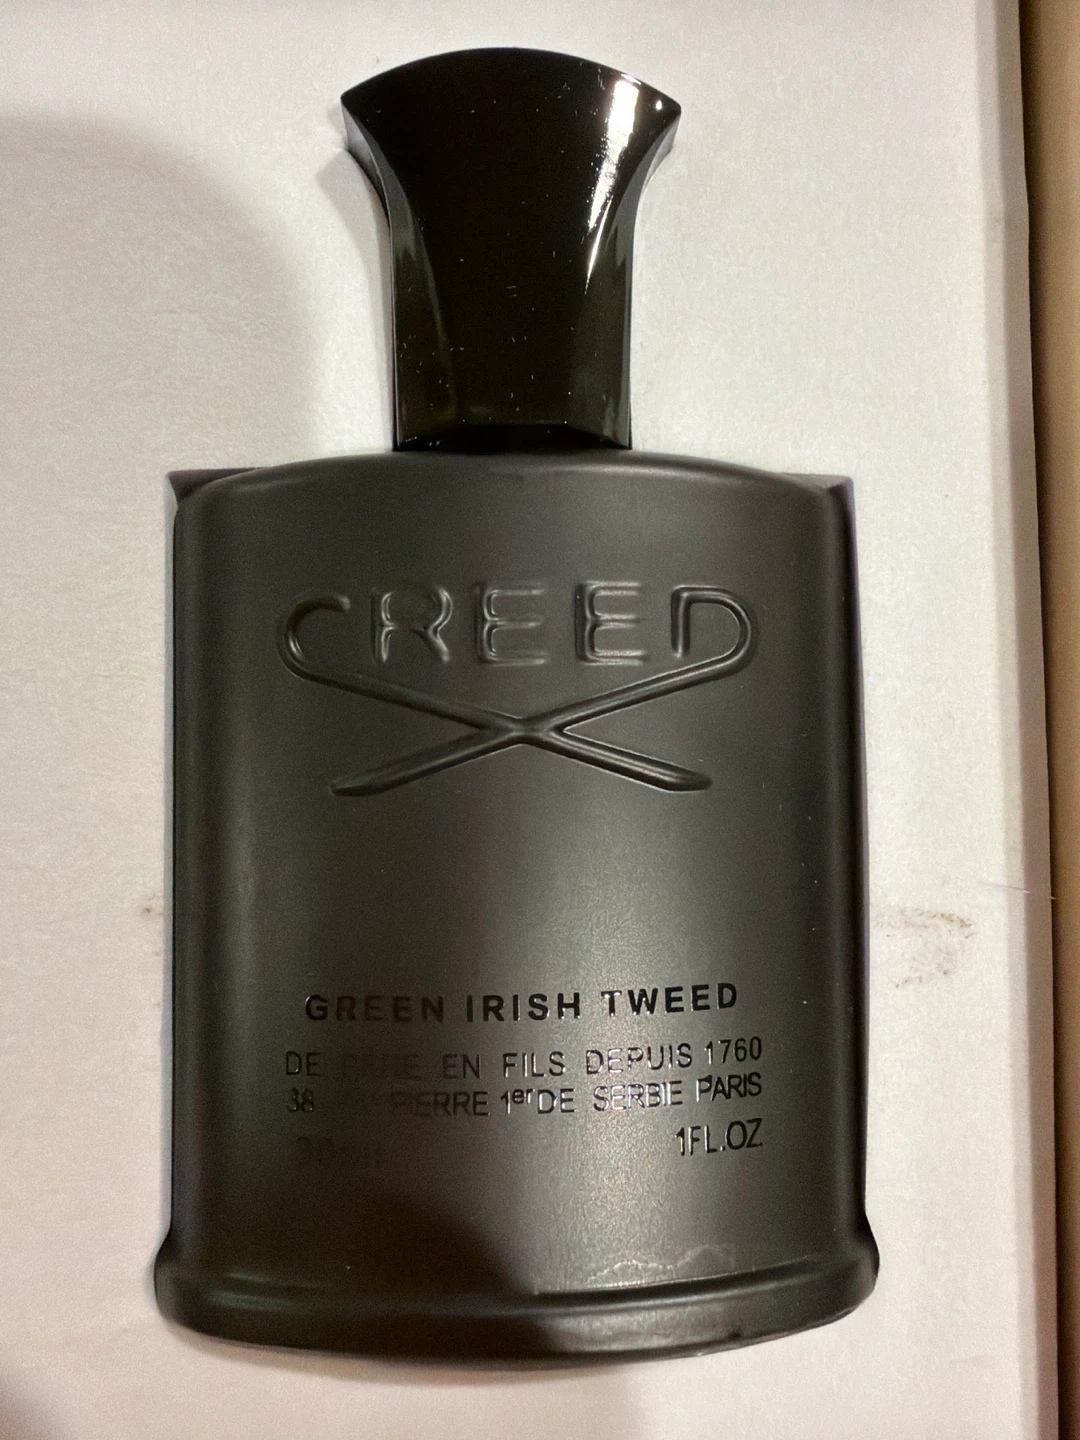 CREED
GREEN IRISH TWEED
DE EN FILS DEPUIS 1760
38 PIERRE 1er DE SERBIE PARIS
1FL.OZ